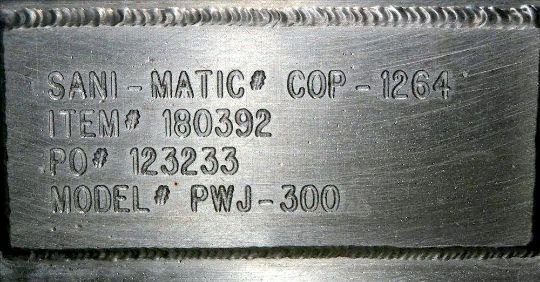 SANI-MATIC# COP-1264
ITEM# 180392
PO# 123233
MODEL# PWJ-300